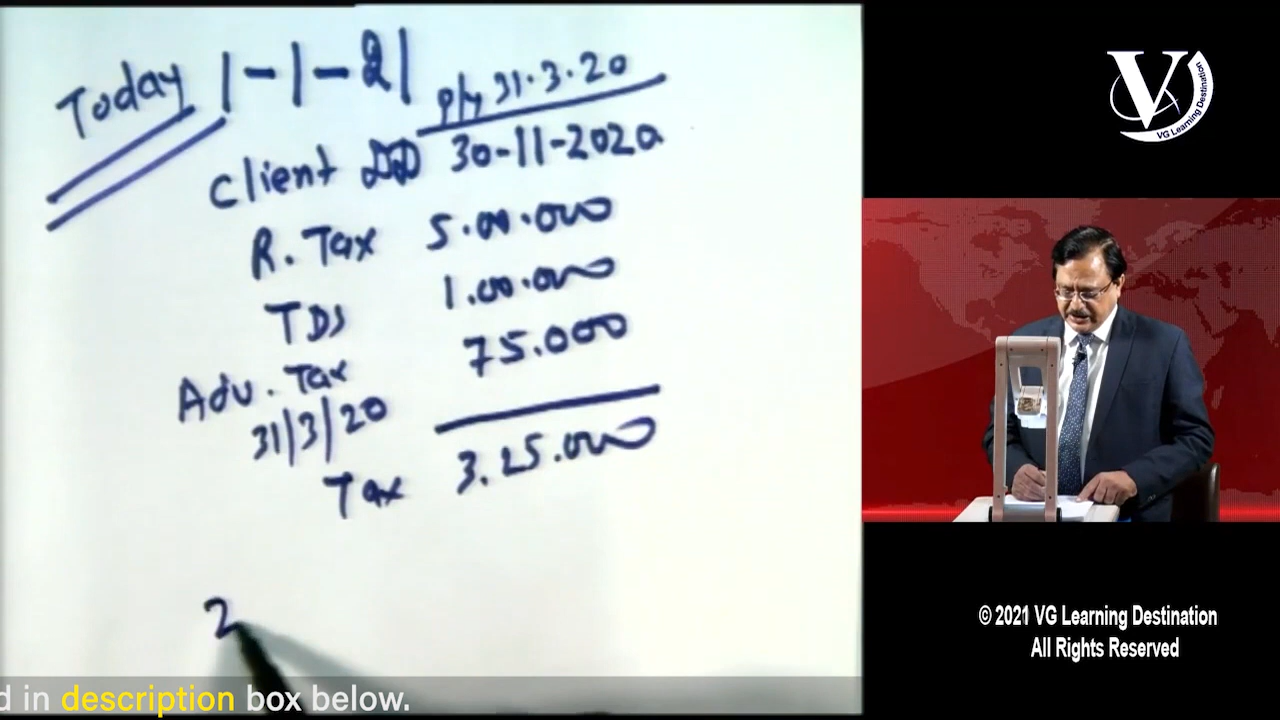 Today 1-1-21
P/y 31.3.20
Client DD 30-11-2020
R. Tax 5.00.000
TDS 1.00.000
Adv. Tax 75.000
31/3/20
Tax 3.25.000
2
V
VG Learning Destination
© 2021 VG Learning Destination
All Rights Reserved
d in description box below.